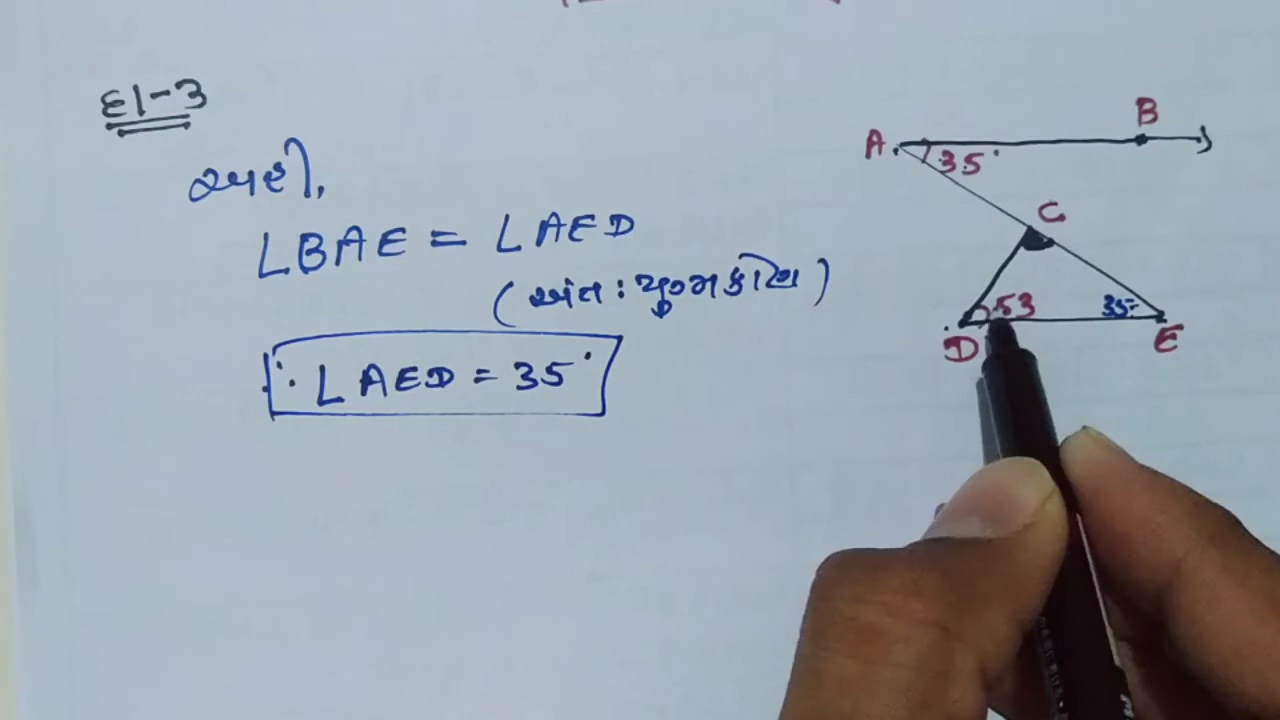 દા-3
અહીં,
∠BAE = ∠AED
(અંતઃયુગ્મકોણ)
∴ ∠AED = 35°
A
B
35°
C
53
35°
D
E